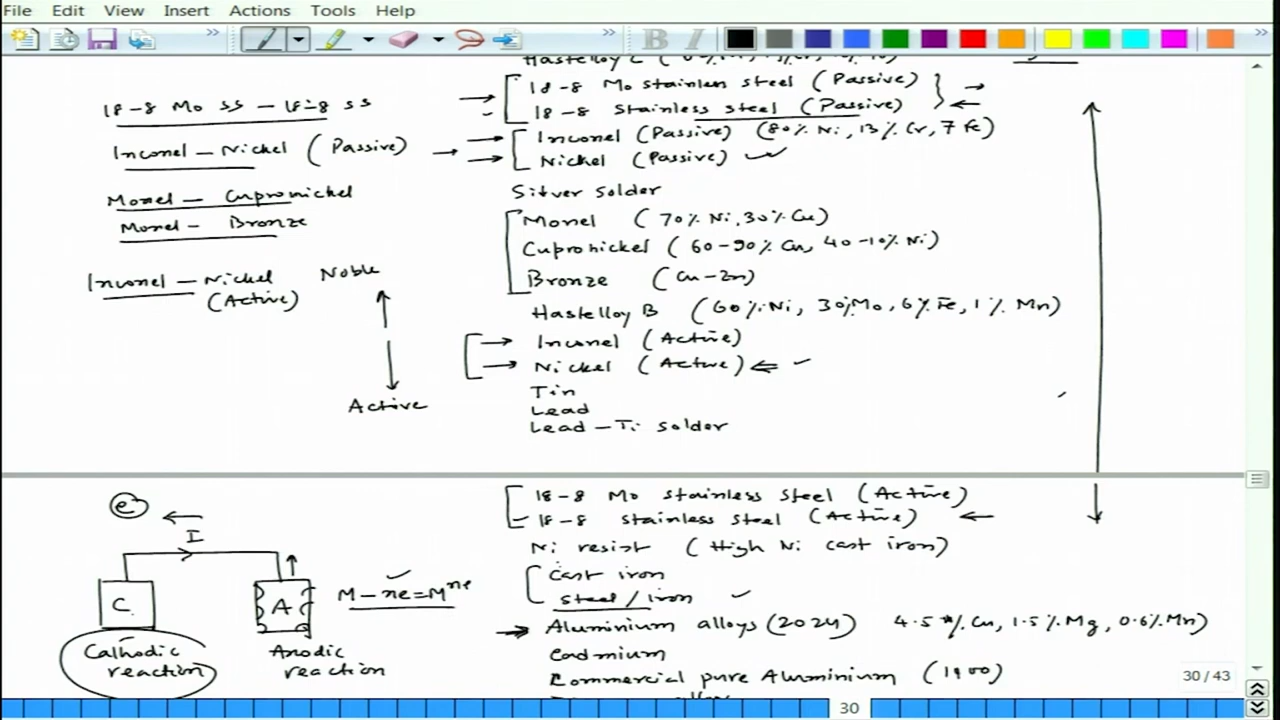 File Edit View Insert Actions Tools Help
18-8 Mo stainless steel (Passive)
18-8 Mo SS - 18-8 SS
18-8 stainless steel (Passive)
Inconel - Nickel (Passive)
Inconel (Passive) (80% Ni, 13% Cr, 7 Fe)
Nickel (Passive)
Silver solder
Monel - Cupronickel
Monel (70% Ni, 30% Cu)
Monel - Bronze
Cupronickel (60-90% Cu, 40-10% Ni)
Inconel - Nickel
(Active)
Noble
Bronze (Cu-Zn)
Hastelloy B (60% Ni, 30% Mo, 6% Fe, 1% Mn)
Inconel (Active)
Nickel (Active)
Active
Tin
Lead
Lead - Ti solder
18-8 Mo stainless steel (Active)
18-8 stainless steel (Active)
Ni resist (High Ni cast iron)
Cast iron
Steel/iron
Aluminium alloys (2024) 4.5% Cu, 1.5% Mg, 0.6% Mn)
Cadmium
Commercial pure Aluminium (1100)
e-
I
C
A
M - ne = M^ne
Cathodic
reaction
Anodic
reaction
30 / 43
30